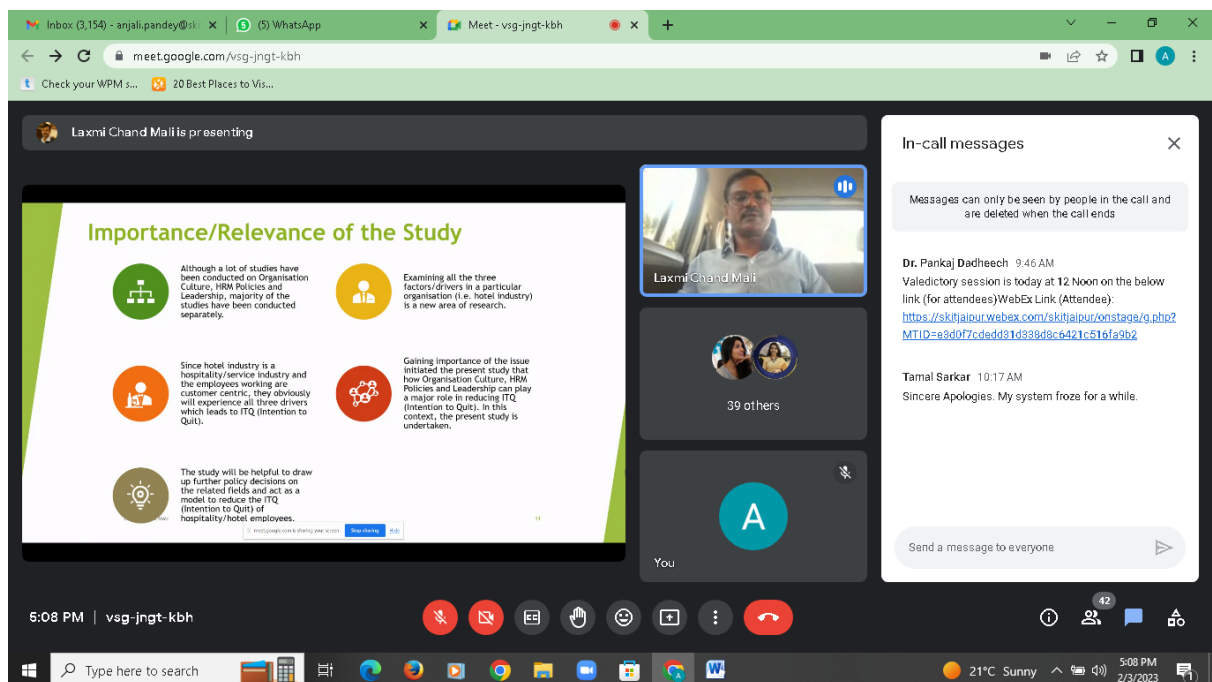 Inbox (3,154) - anjali.pandey@ski
(5) WhatsApp
Meet - vsg-jngt-kbh
meet.google.com/vsg-jngt-kbh
A
Check your WPM s...
20 Best Places to Vis...
Laxmi Chand Mali is presenting
Importance/Relevance of the Study
Although a lot of studies have
been conducted on Organisation
Culture, HRM Policies and
Leadership, majority of the
studies have been conducted
separately.
Examining all the three
factors/drivers in a particular
organisation (i.e. hotel industry)
is a new area of research.
Since hotel industry is a
hospitality/service industry and
the employees working are
customer centric, they obviously
will experience all three drivers
which leads to ITQ (Intention to
Quit).
Gaining importance of the issue
initiated the present study that
how Organisation Culture, HRM
Policies and Leadership can play
a major role in reducing ITQ
(Intention to Quit). In this
context, the present study is
undertaken.
The study will be helpful to draw
up further policy decisions on
the related fields and act as a
model to reduce the ITQ
(Intention to Quit) of
hospitality/hotel employees.
meet.google.com is sharing your screen.
Stop sharing
Hide
11
Laxmi Chand Mali
39 others
A
You
In-call messages
Messages can only be seen by people in the call and
are deleted when the call ends
Dr. Pankaj Dadheech 9:46 AM
Valedictory session is today at 12 Noon on the below
link (for attendees)WebEx Link (Attendee):
https://skitjaipur.webex.com/skitjaipur/onstage/g.php?
MTID=e3d0f7cdedd31d338d8c6421c516fa9b2
Tamal Sarkar 10:17 AM
Sincere Apologies. My system froze for a while.
Send a message to everyone
5:08 PM | vsg-jngt-kbh
42
Type here to search
21°C Sunny
5:08 PM
2/3/2023